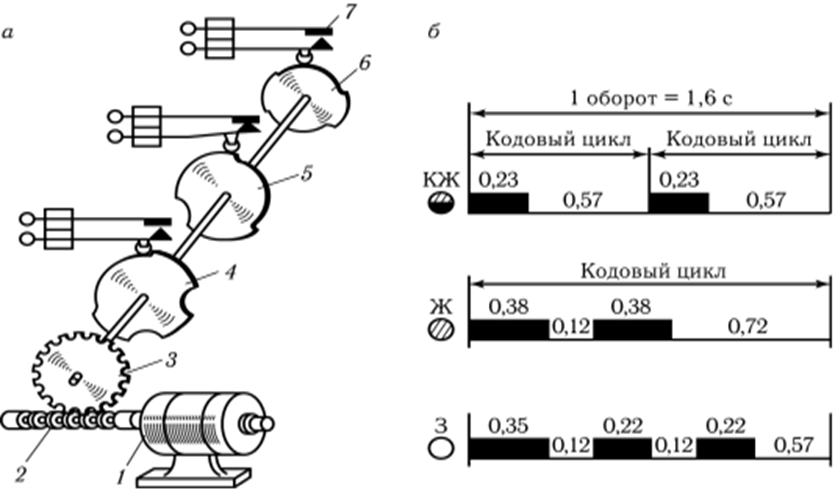 а
7
6
5
4
3
2
1
б
1 оборот = 1,6 с
Кодовый цикл Кодовый цикл
КЖ 0,23 0,57 0,23 0,57
Кодовый цикл
Ж 0,38 0,12 0,38 0,72
З 0,35 0,12 0,22 0,12 0,22 0,57